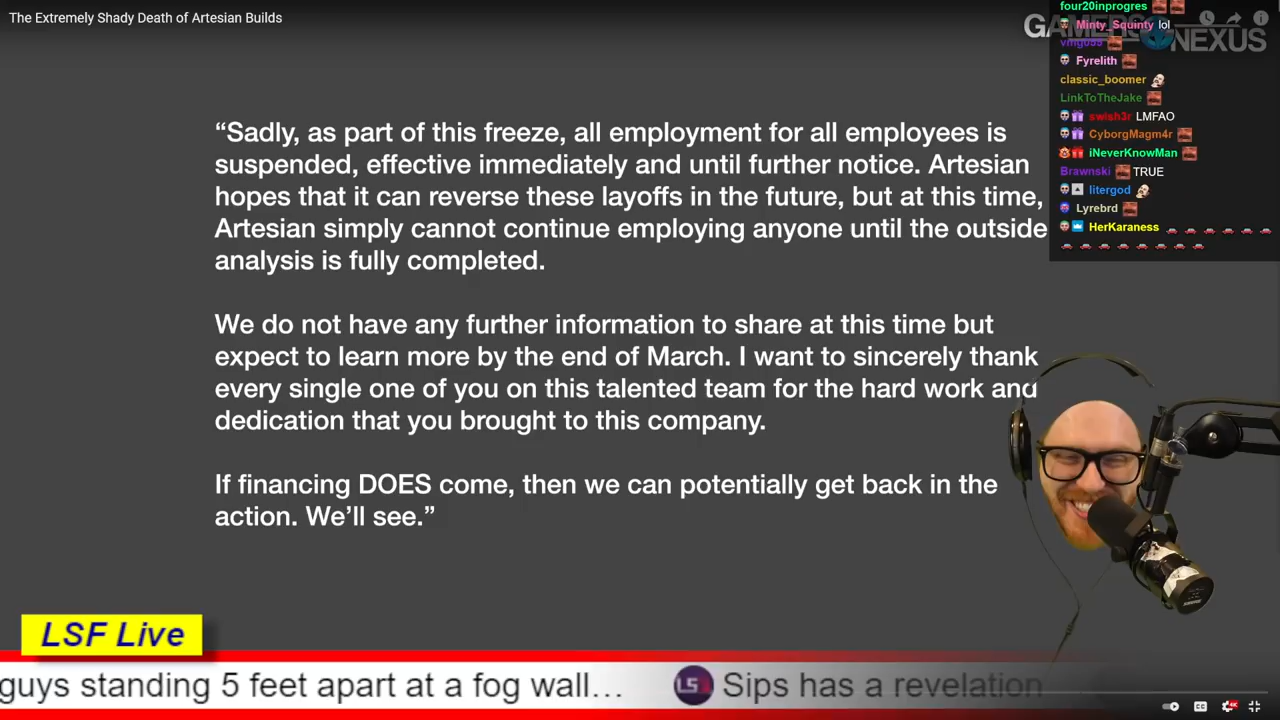 The Extremely Shady Death of Artesian Builds
GAMERS NEXUS
four20inprogres
Minty_Squinty lol
Fyrelith
classic_boomer
LinkToTheJake
swish3r LMFAO
CyborgMagm4r
iNeverKnowMan
Brawnski TRUE
litergod
Lyrebrd
HerKaraness
“Sadly, as part of this freeze, all employment for all employees is
suspended, effective immediately and until further notice. Artesian
hopes that it can reverse these layoffs in the future, but at this time,
Artesian simply cannot continue employing anyone until the outside
analysis is fully completed.
We do not have any further information to share at this time but
expect to learn more by the end of March. I want to sincerely thank
every single one of you on this talented team for the hard work and
dedication that you brought to this company.
If financing DOES come, then we can potentially get back in the
action. We’ll see.”
LSF Live
guys standing 5 feet apart at a fog wall... LS Sips has a revelation
CC 4K